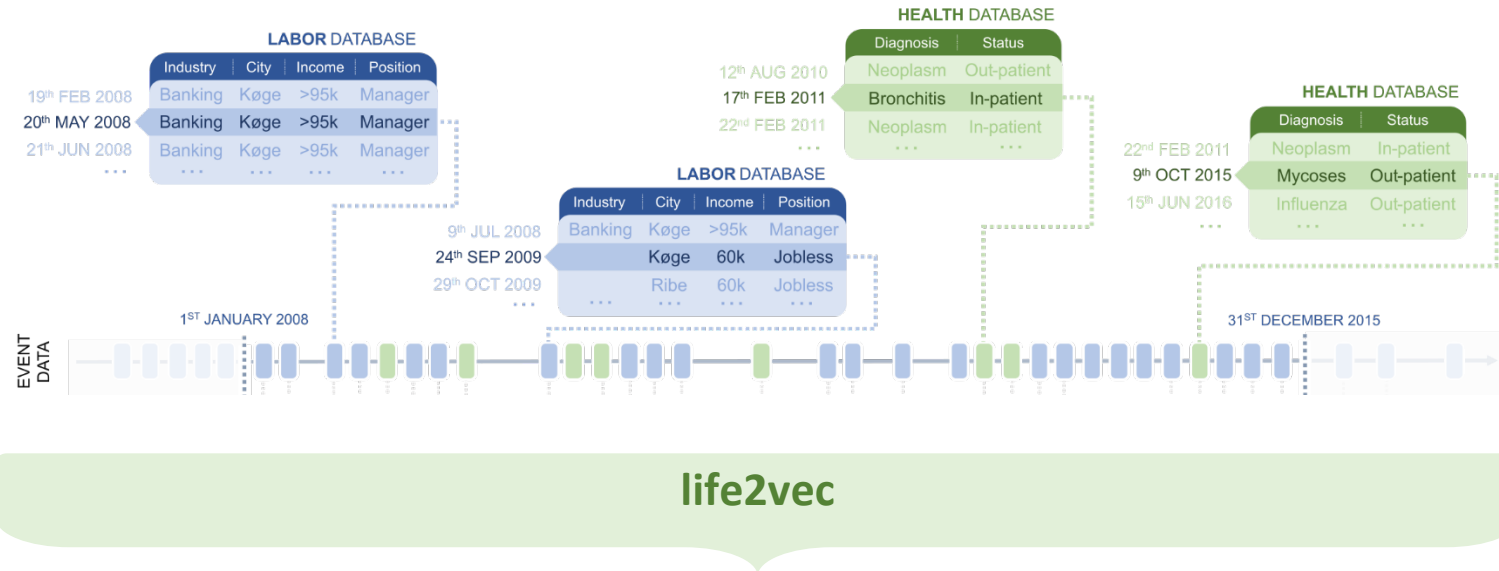 LABOR DATABASE
Industry City Income Position
19th FEB 2008 Banking Køge >95k Manager
20th MAY 2008 Banking Køge >95k Manager
21th JUN 2008 Banking Køge >95k Manager
... ... ... ... ...
LABOR DATABASE
Industry City Income Position
9th JUL 2008 Banking Køge >95k Manager
24th SEP 2009 Køge 60k Jobless
29th OCT 2009 Ribe 60k Jobless
... ... ... ... ...
HEALTH DATABASE
Diagnosis Status
12th AUG 2010 Neoplasm Out-patient
17th FEB 2011 Bronchitis In-patient
22nd FEB 2011 Neoplasm In-patient
... ... ...
HEALTH DATABASE
Diagnosis Status
22nd FEB 2011 Neoplasm In-patient
9th OCT 2015 Mycoses Out-patient
15th JUN 2016 Influenza Out-patient
... ... ...
1ST JANUARY 2008
31ST DECEMBER 2015
EVENT
DATA
life2vec